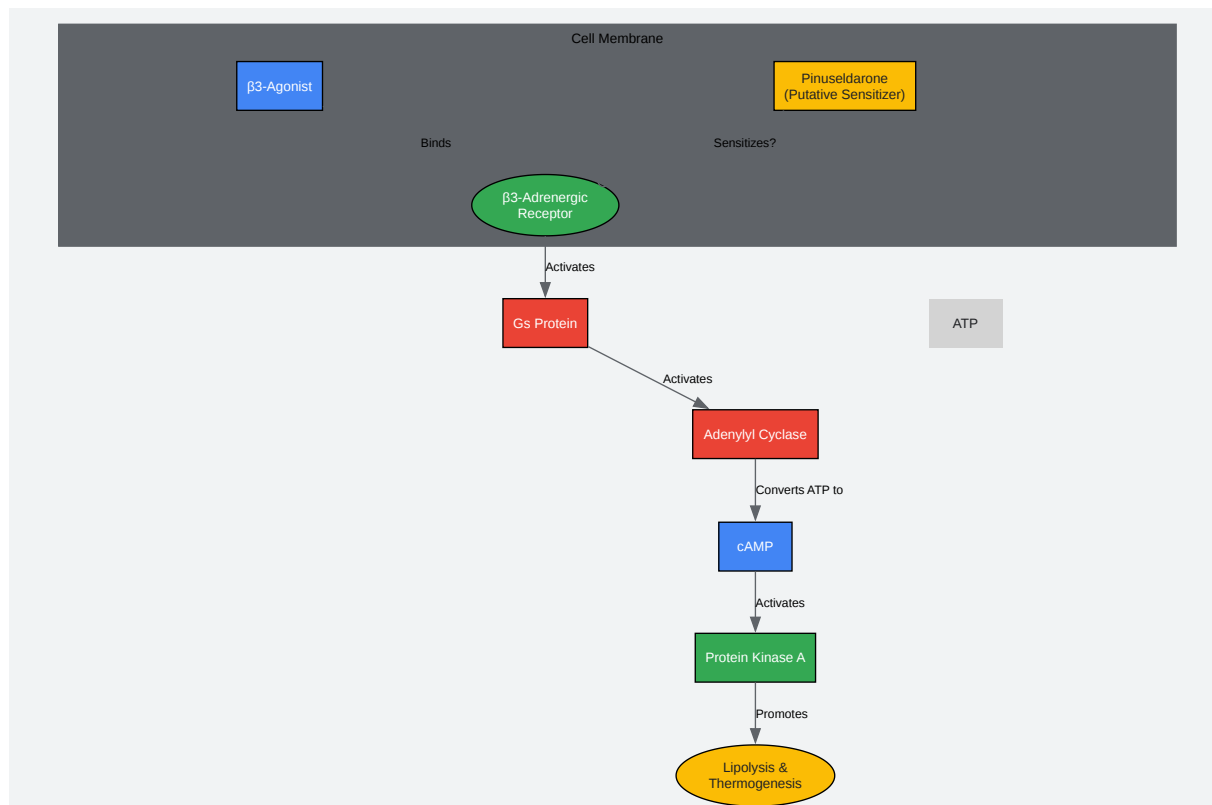 Cell Membrane
β3-Agonist
Pinuseldarone
(Putative Sensitizer)
Binds
Sensitizes?
β3-Adrenergic
Receptor
Activates
Gs Protein
ATP
Activates
Adenylyl Cyclase
Converts ATP to
cAMP
Activates
Protein Kinase A
Promotes
Lipolysis &
Thermogenesis